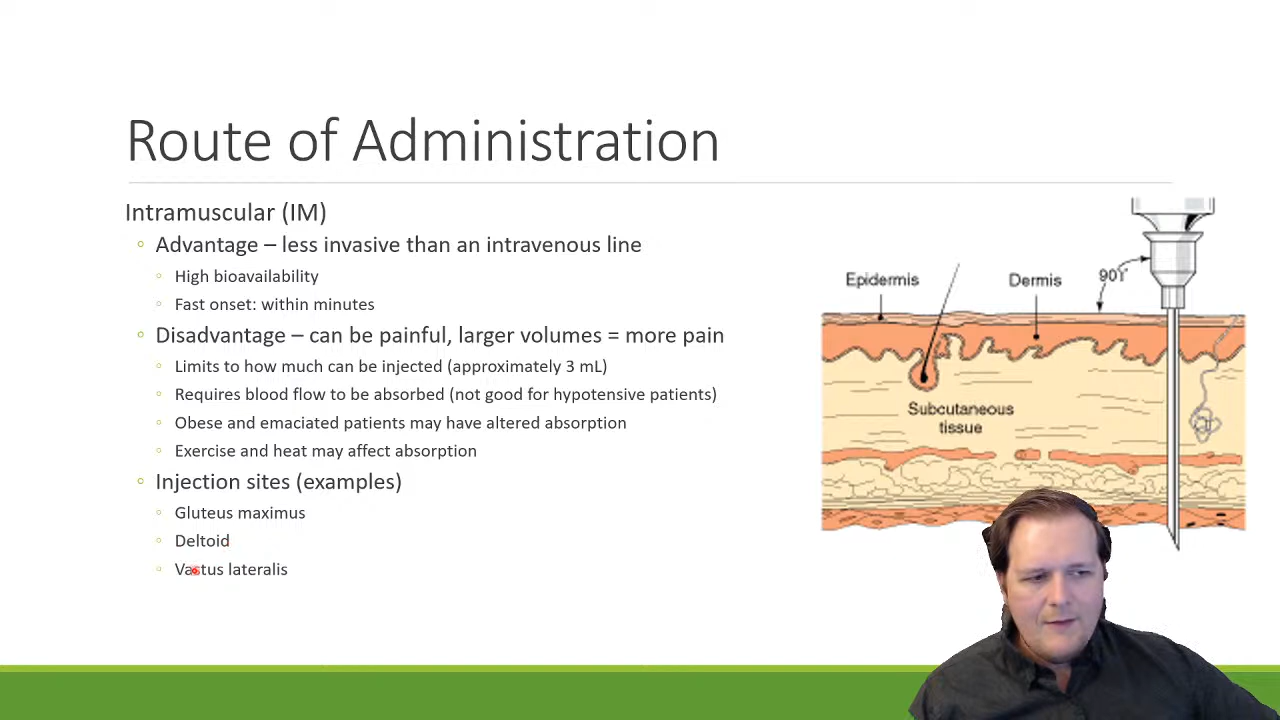 Route of Administration
Intramuscular (IM)
Advantage – less invasive than an intravenous line
High bioavailability
Fast onset: within minutes
Disadvantage – can be painful, larger volumes = more pain
Limits to how much can be injected (approximately 3 mL)
Requires blood flow to be absorbed (not good for hypotensive patients)
Obese and emaciated patients may have altered absorption
Exercise and heat may affect absorption
Injection sites (examples)
Gluteus maximus
Deltoid
Vastus lateralis
Epidermis
Dermis
90°
Subcutaneous
tissue